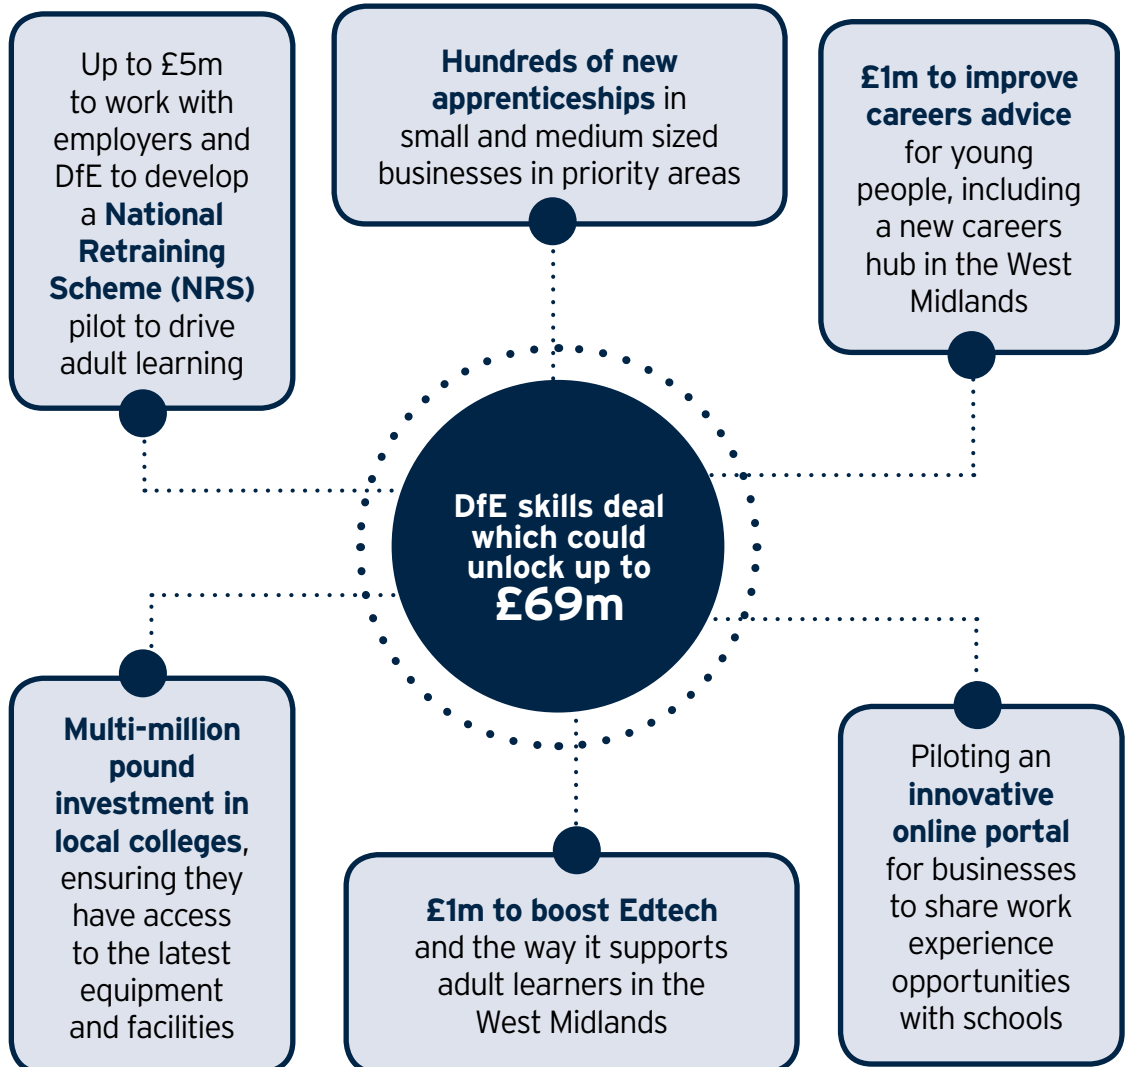 Up to £5m
to work with
employers and
DfE to develop
a National
Retraining
Scheme (NRS)
pilot to drive
adult learning
Hundreds of new
apprenticeships in
small and medium sized
businesses in priority areas
£1m to improve
careers advice
for young
people, including
a new careers
hub in the West
Midlands
DfE skills deal
which could
unlock up to
£69m
Multi-million
pound
investment in
local colleges,
ensuring they
have access
to the latest
equipment
and facilities
£1m to boost Edtech
and the way it supports
adult learners in the
West Midlands
Piloting an
innovative
online portal
for businesses
to share work
experience
opportunities
with schools